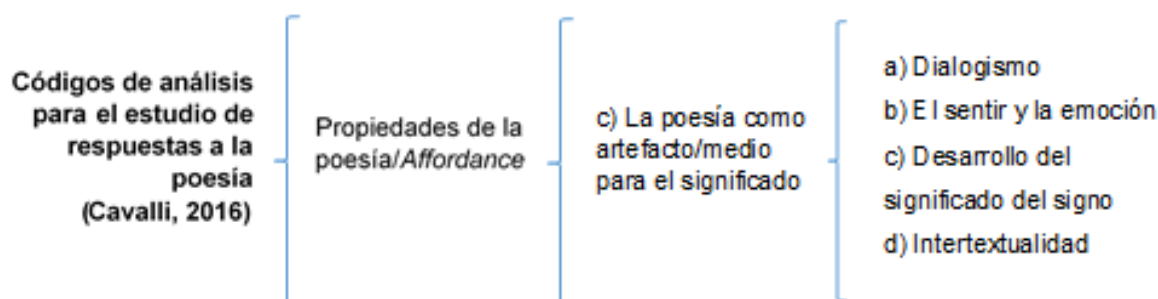 Códigos de análisis
para el estudio de
respuestas a la
poesía
(Cavalli, 2016)
Propiedades de la
poesía/Affordance
c) La poesía como
artefacto/medio
para el significado
a) Dialogismo
b) El sentir y la emoción
c) Desarrollo del
significado del signo
d) Intertextualidad